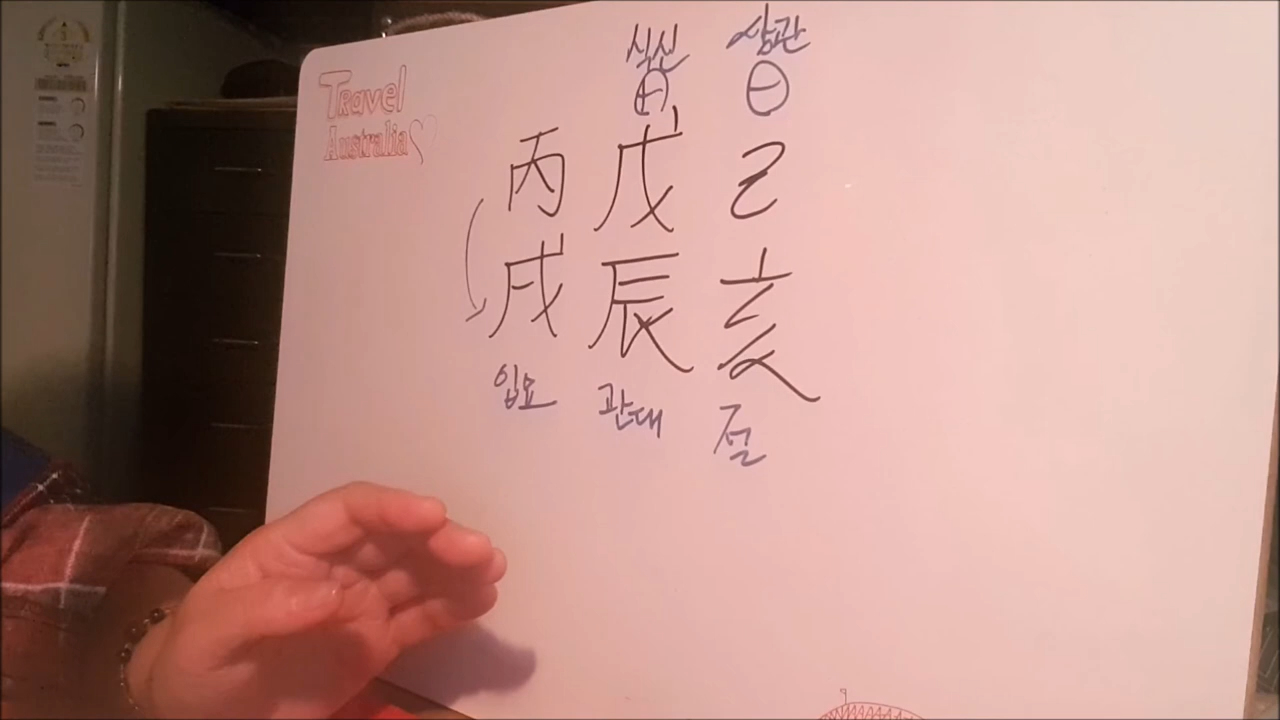 Travel
Australia
식신 상관
⊕ ⊖
丙 戊 己
戌 辰 亥
입묘 관대 절